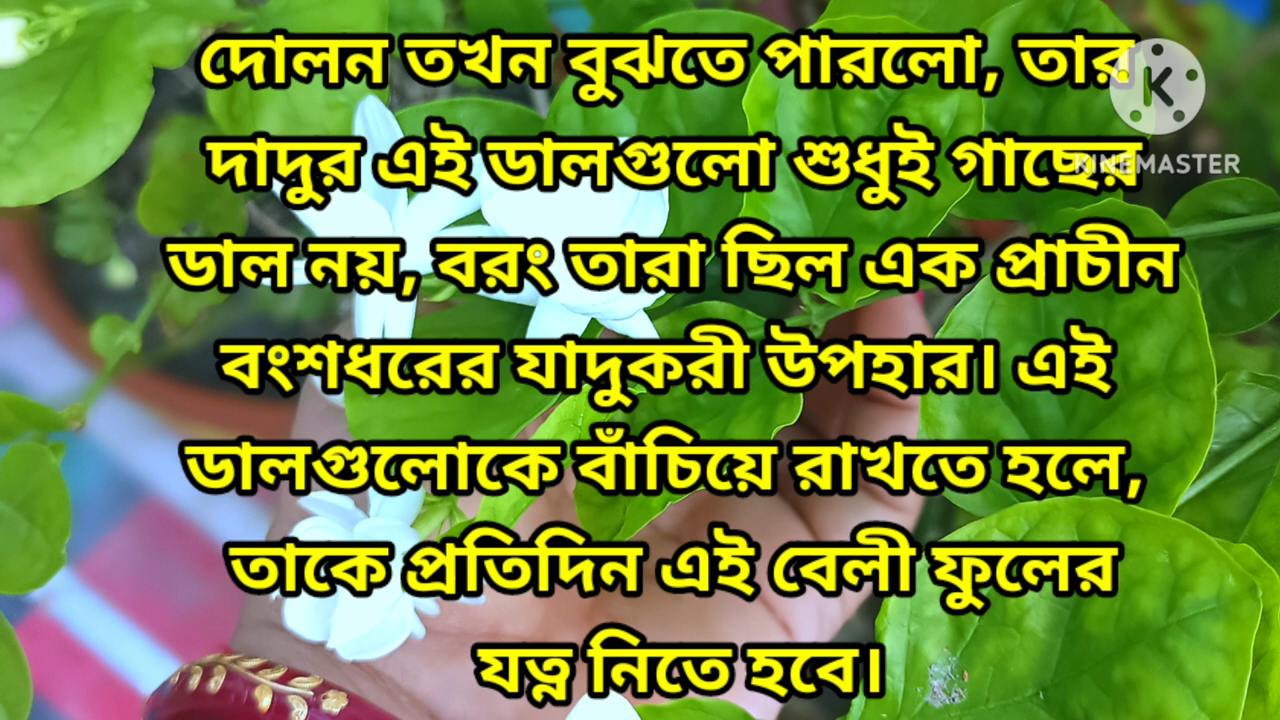 দোলন তখন বুঝতে পারলো, তার
দাদুর এই ডালগুলো শুধুই গাছের
ডাল নয়, বরং তারা ছিল এক প্রাচীন
বংশধরের যাদুকরী উপহার। এই
ডালগুলোকে বাঁচিয়ে রাখতে হলে,
তাকে প্রতিদিন এই বেলী ফুলের
যত্ন নিতে হবে।
K
KINEMASTER